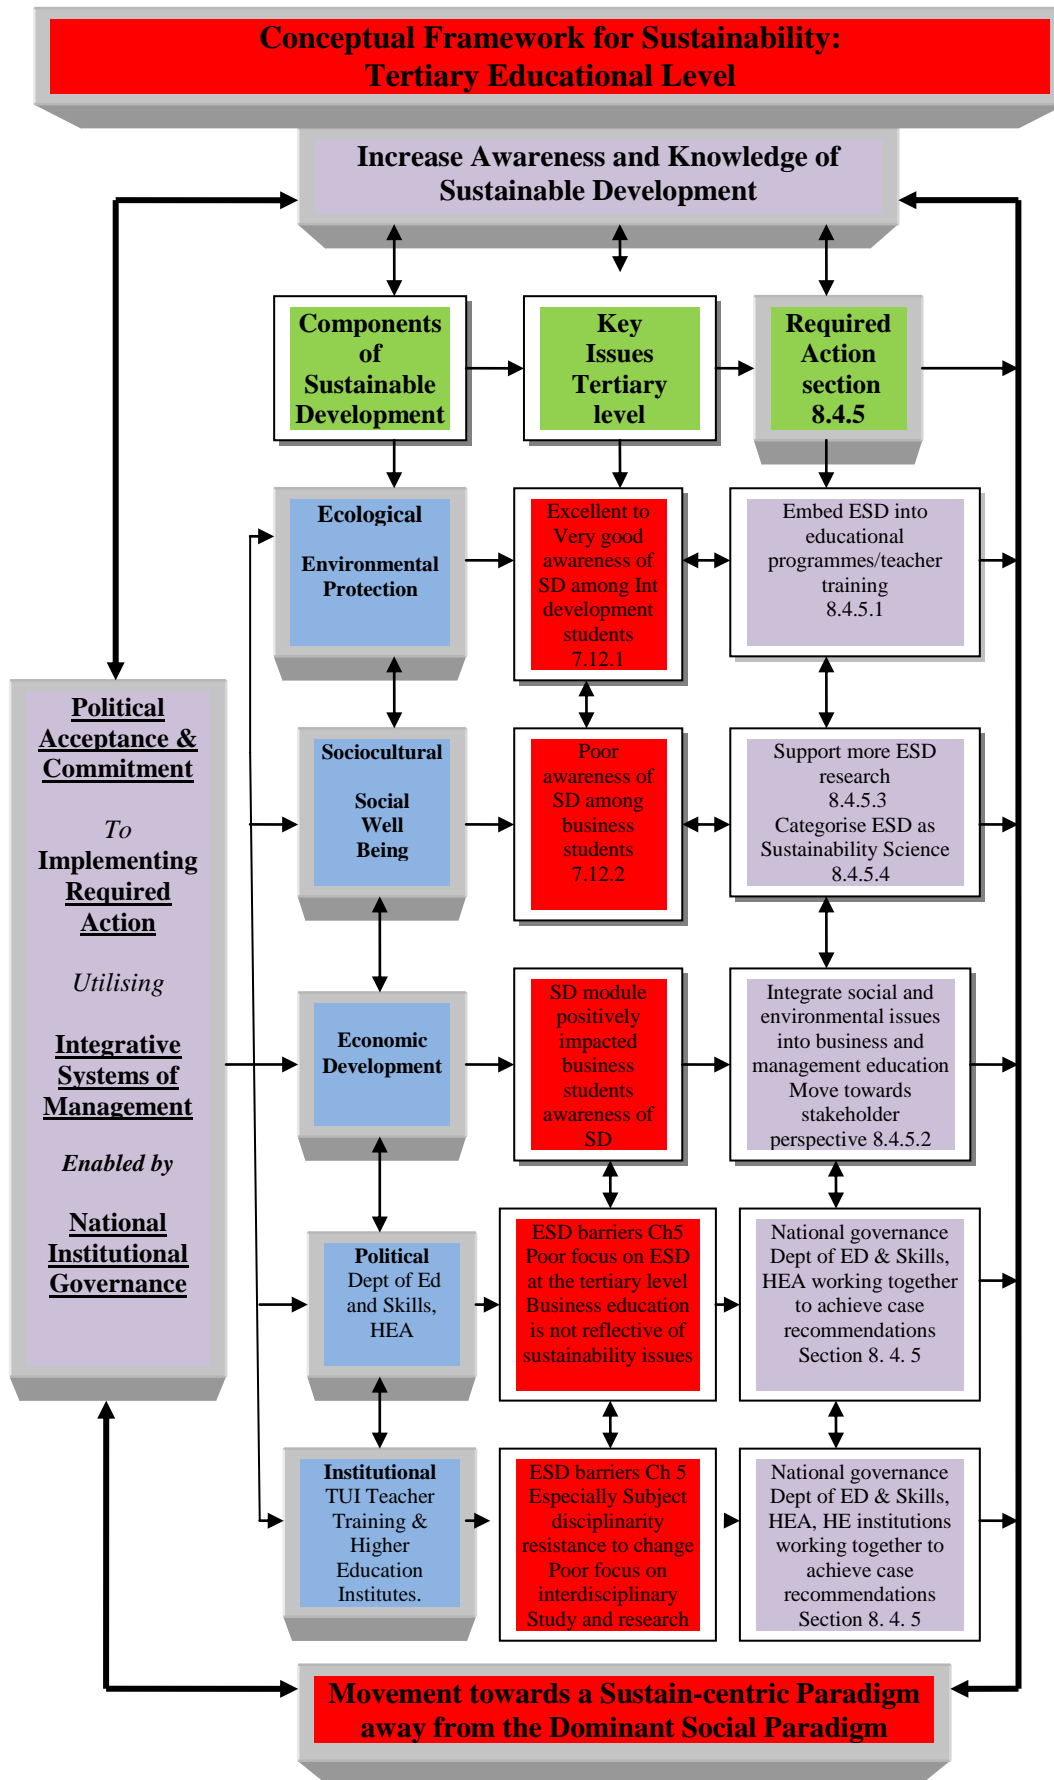 Conceptual Framework for Sustainability:
Tertiary Educational Level
Increase Awareness and Knowledge of
Sustainable Development
Components
of
Sustainable
Development
Key
Issues
Tertiary
level
Required
Action
section
8.4.5
Political
Acceptance &
Commitment
To
Implementing
Required
Action
Utilising
Integrative
Systems of
Management
Enabled by
National
Institutional
Governance
Ecological
Environmental
Protection
Excellent to
Very good
awareness of
SD among Int
development
students
7.12.1
Embed ESD into
educational
programmes/teacher
training
8.4.5.1
Sociocultural
Social
Well
Being
Poor
awareness of
SD among
business
students
7.12.2
Support more ESD
research
8.4.5.3
Categorise ESD as
Sustainability Science
8.4.5.4
Economic
Development
SD module
positively
impacted
business
students
awareness of
SD
Integrate social and
environmental issues
into business and
management education
Move towards
stakeholder
perspective 8.4.5.2
Political
Dept of Ed
and Skills,
HEA
ESD barriers Ch5
Poor focus on ESD
at the tertiary level
Business education
is not reflective of
sustainability issues
National governance
Dept of ED & Skills,
HEA working together
to achieve case
recommendations
Section 8. 4. 5
Institutional
TUI Teacher
Training &
Higher
Education
Institutes.
ESD barriers Ch 5
Especially Subject
disciplinarity
resistance to change
Poor focus on
interdisciplinary
Study and research
National governance
Dept of ED & Skills,
HEA, HE institutions
working together to
achieve case
recommendations
Section 8. 4. 5
Movement towards a Sustain-centric Paradigm
away from the Dominant Social Paradigm